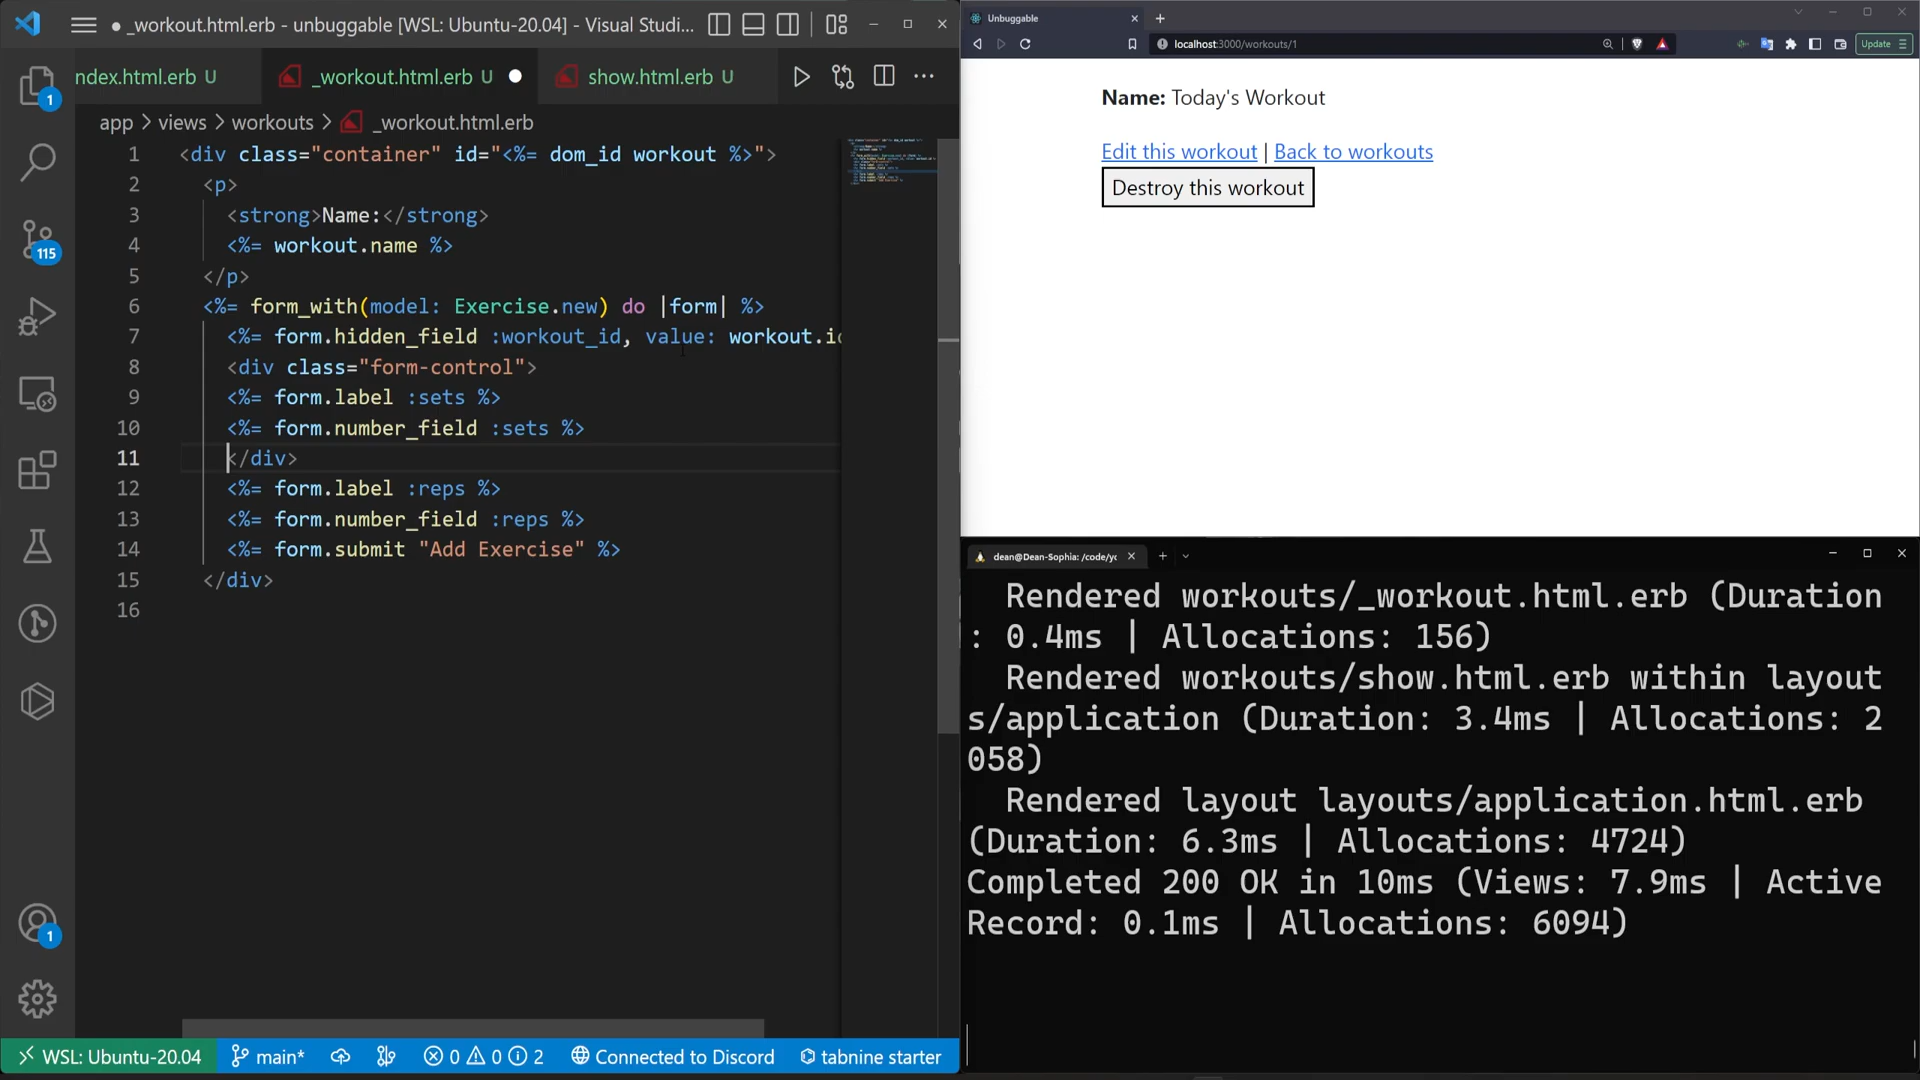 _workout.html.erb - unbuggable [WSL: Ubuntu-20.04] - Visual Studi...
ndex.html.erb U
_workout.html.erb U
show.html.erb U
app > views > workouts > _workout.html.erb
1 <div class="container" id="<%= dom_id workout %>">
2 <p>
3 <strong>Name:</strong>
4 <%= workout.name %>
5 </p>
6 <%= form_with(model: Exercise.new) do |form| %>
7 <%= form.hidden_field :workout_id, value: workout.id
8 <div class="form-control">
9 <%= form.label :sets %>
10 <%= form.number_field :sets %>
11 </div>
12 <%= form.label :reps %>
13 <%= form.number_field :reps %>
14 <%= form.submit "Add Exercise" %>
15 </div>
16
1
115
1
WSL: Ubuntu-20.04
main*
0 0 2
Connected to Discord
tabnine starter
Unbuggable
localhost:3000/workouts/1
Update
Name: Today's Workout
Edit this workout | Back to workouts
Destroy this workout
dean@Dean-Sophia: /code/yc
Rendered workouts/_workout.html.erb (Duration
: 0.4ms | Allocations: 156)
Rendered workouts/show.html.erb within layout
s/application (Duration: 3.4ms | Allocations: 2
058)
Rendered layout layouts/application.html.erb
(Duration: 6.3ms | Allocations: 4724)
Completed 200 OK in 10ms (Views: 7.9ms | Active
Record: 0.1ms | Allocations: 6094)